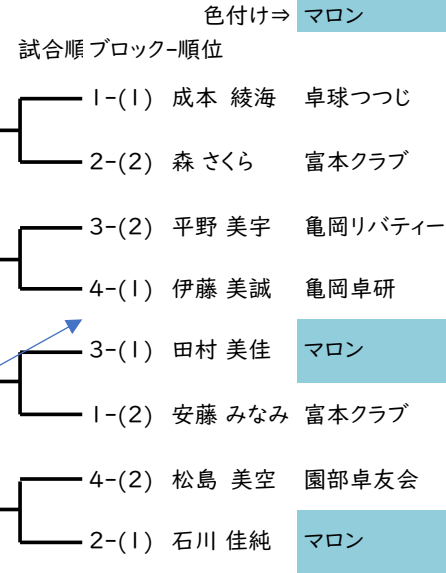 色付け⇒ マロン
試合順 ブロック-順位
1-(1) 成本 綾海 卓球つつじ
2-(2) 森 さくら 富本クラブ
3-(2) 平野 美宇 亀岡リバティー
4-(1) 伊藤 美誠 亀岡卓研
3-(1) 田村 美佳 マロン
1-(2) 安藤 みなみ 富本クラブ
4-(2) 松島 美空 園部卓友会
2-(1) 石川 佳純 マロン